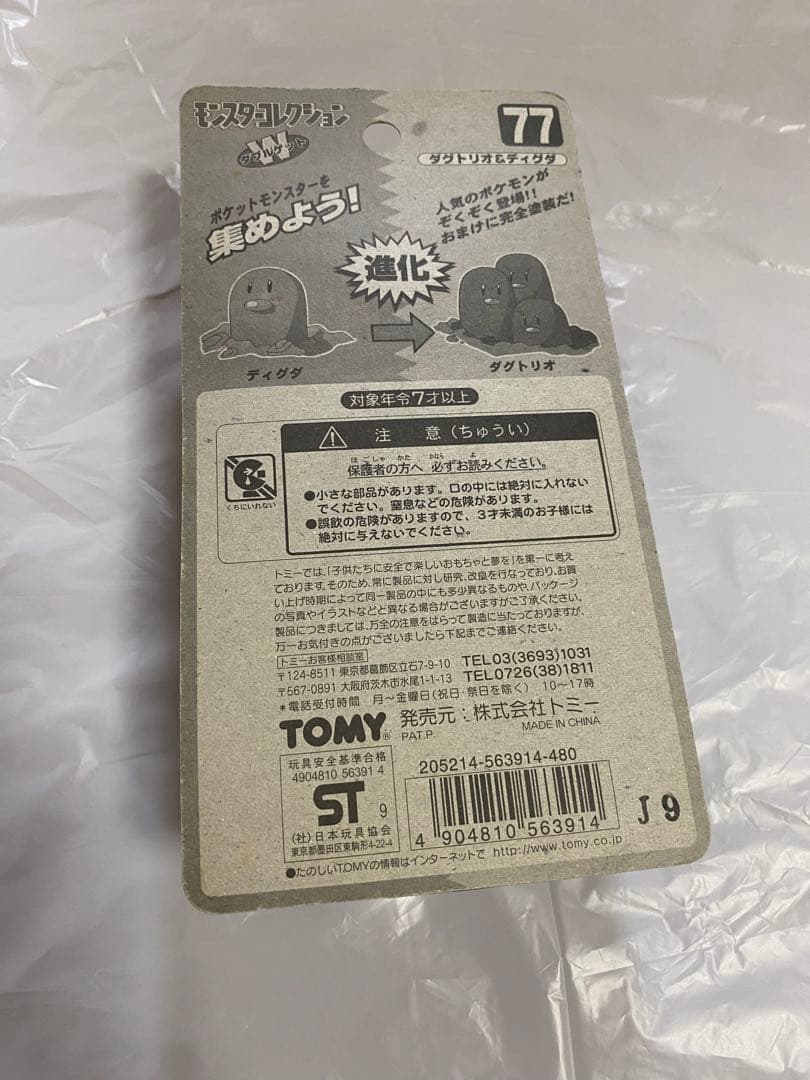 モンスターコレクション
W
ダブルゲット
77
ダグトリオ&ディグダ
ポケットモンスターを
集めよう!
人気のポケモンが
ぞくぞく登場!!
おまけに完全塗装だ!
進化
ディグダ
ダグトリオ
対象年令7才以上
注 意(ちゅうい)
ほごしゃ かた かなら よ
保護者の方へ 必ずお読みください。
くちにいれない
●小さな部品があります。口の中には絶対に入れない
でください。窒息などの危険があります。
●誤飲の危険がありますので、3才未満のお子様には
絶対に与えないでください。
トミーでは、「子供たちに安全で楽しいおもちゃと夢を」を第一に考え
ております。そのため、常に製品に対し研究、改良を行なっており、お買
い上げ時期によって同一製品の中にも多少異なるものや、パッケージ
の写真やイラストなどと異なる場合がございますがご了承ください。
製品につきましては、万全の注意をはらって製造に当たっておりますが、
万一お気付きの点がございましたら下記までご連絡ください。
トミーお客様相談室
〒124-8511 東京都葛飾区立石7-9-10 TEL03(3693)1031
〒567-0891 大阪府茨木市水尾1-1-13 TEL0726(38)1811
*電話受付時間 月~金曜日(祝日・祭日を除く) 10~17時
TOMY® 発売元:株式会社トミー
PAT.P. MADE IN CHINA
玩具安全基準合格
4904810 56391 4
ST 9
(社)日本玩具協会
東京都墨田区東駒形4-22-4
205214-563914-480
4 904810 563914
J 9
●たのしいTOMYの情報はインターネットで http://www.tomy.co.jp